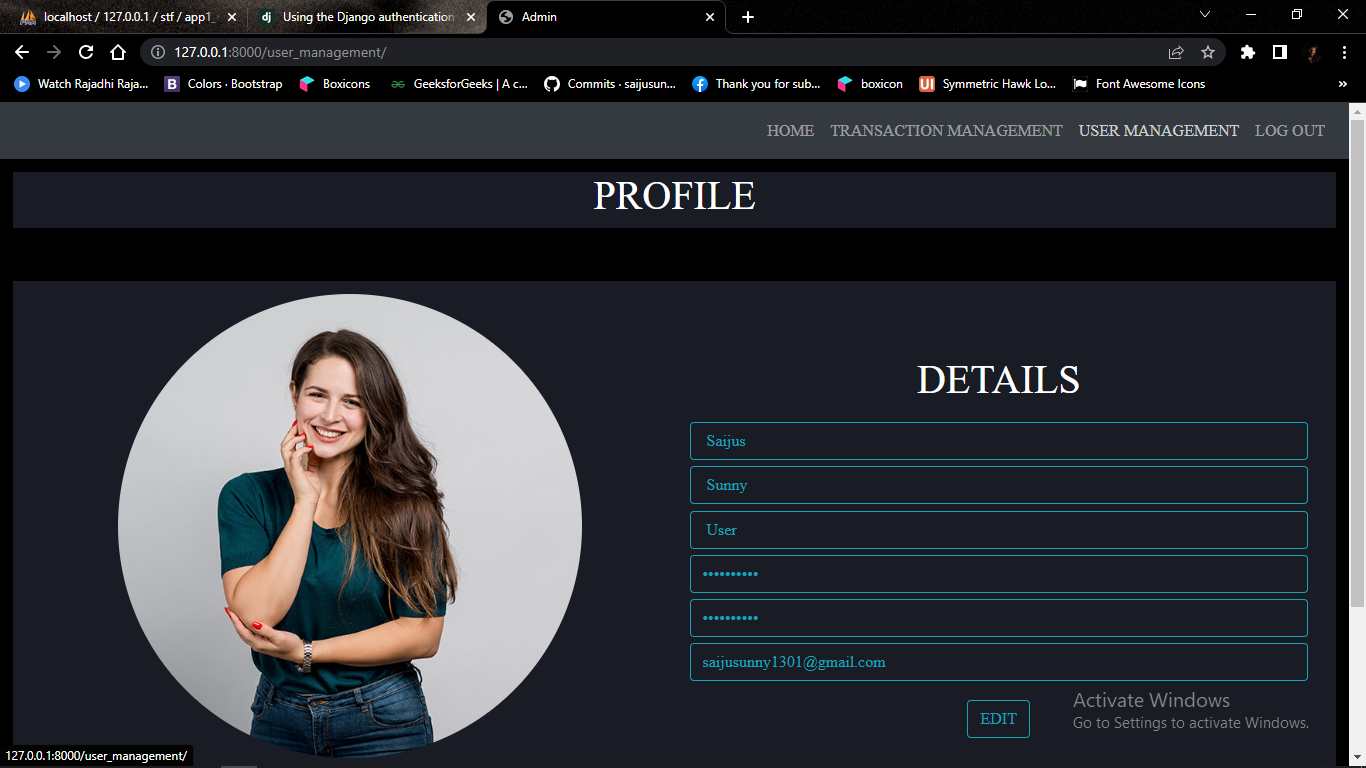 localhost / 127.0.0.1 / stf / app1_
Using the Django authentication
Admin
127.0.0.1:8000/user_management/
Watch Rajadhi Raja...
Colors · Bootstrap
Boxicons
GeeksforGeeks | A c...
Commits · saijusun...
Thank you for sub...
boxicon
Symmetric Hawk Lo...
Font Awesome Icons
»
HOME
TRANSACTION MANAGEMENT
USER MANAGEMENT
LOG OUT
PROFILE
DETAILS
Saijus
Sunny
User
••••••••••
••••••••••
saijusunny1301@gmail.com
EDIT
Activate Windows
Go to Settings to activate Windows.
127.0.0.1:8000/user_management/